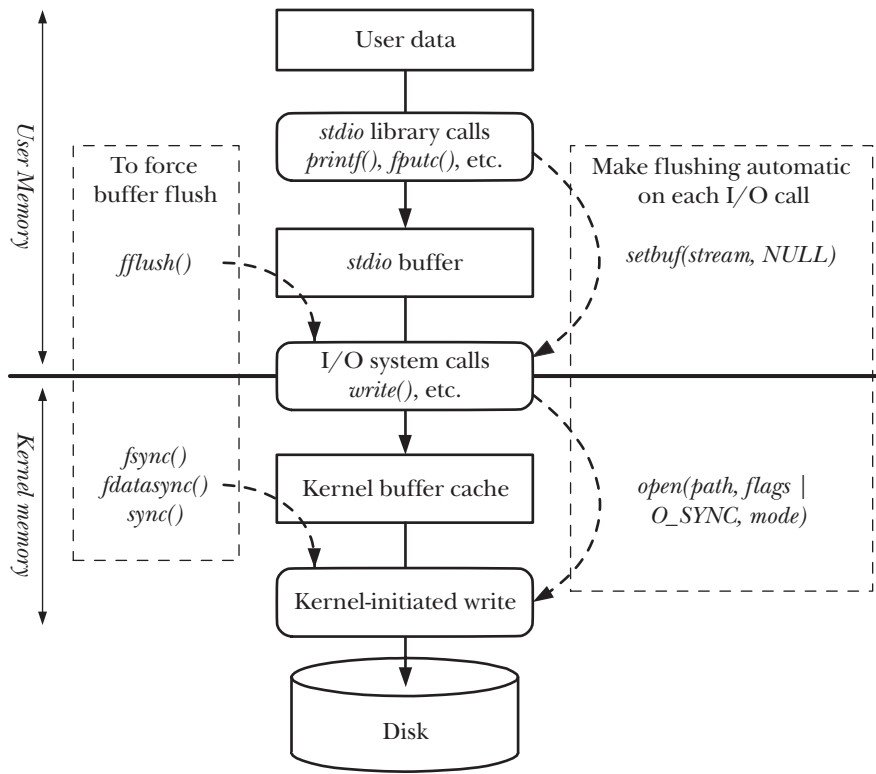 User data
User Memory
stdio library calls
printf(), fputc(), etc.
To force
buffer flush
Make flushing automatic
on each I/O call
fflush()
stdio buffer
setbuf(stream, NULL)
I/O system calls
write(), etc.
Kernel memory
fsync()
fdatasync()
sync()
Kernel buffer cache
open(path, flags |
O_SYNC, mode)
Kernel-initiated write
Disk